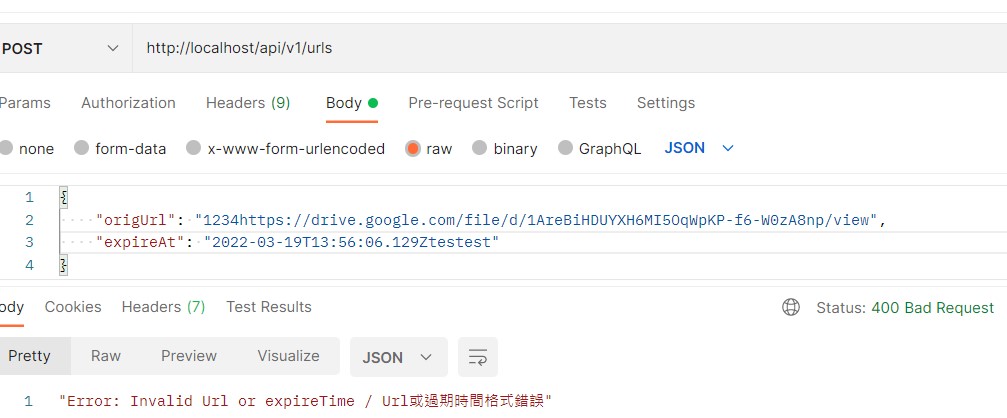 POST http://localhost/api/v1/urls
Params Authorization Headers (9) Body Pre-request Script Tests Settings
none form-data x-www-form-urlencoded raw binary GraphQL JSON
1 {
2 "origUrl": "1234https://drive.google.com/file/d/1AreBiHDUYXH6MI5OqWpKP-f6-W0zA8np/view",
3 "expireAt": "2022-03-19T13:56:06.129Ztestest"
4 }
ody Cookies Headers (7) Test Results Status: 400 Bad Request
Pretty Raw Preview Visualize JSON
1 "Error: Invalid Url or expireTime / Url或過期時間格式錯誤"